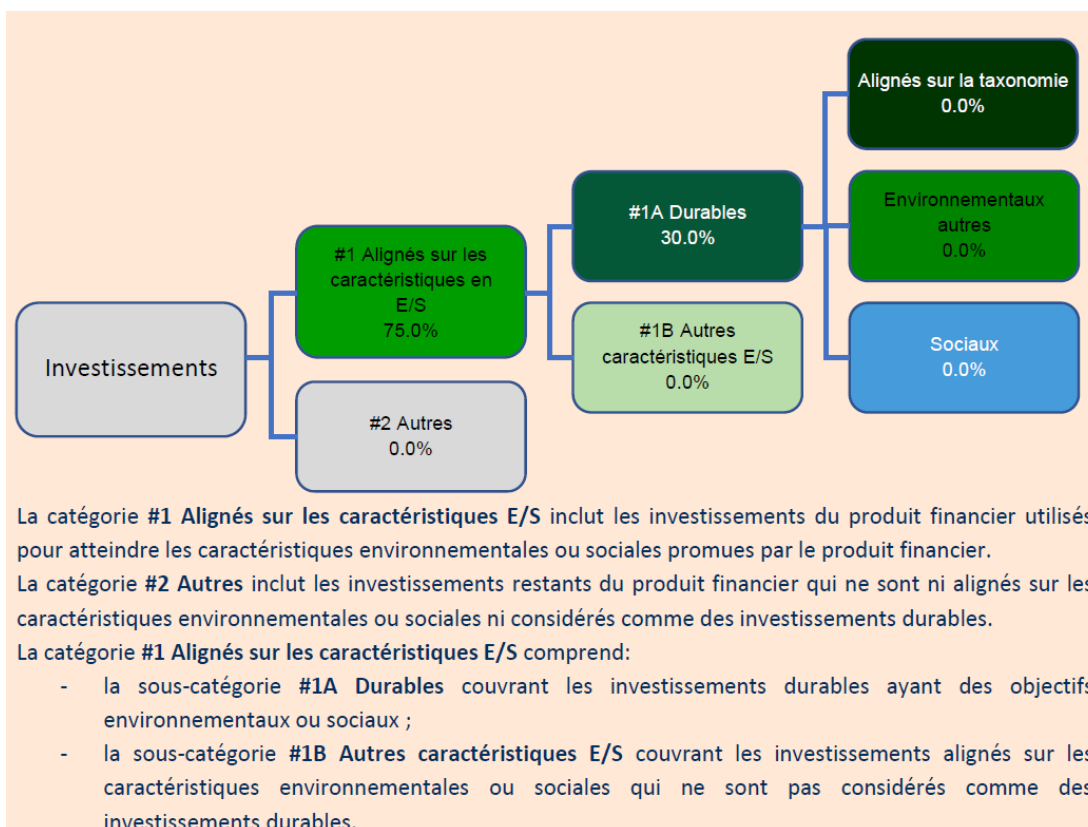 Alignés sur la taxonomie
0.0%
#1A Durables
30.0%
Environnementaux
autres
0.0%
#1 Alignés sur les
caractéristiques en
E/S
75.0%
#1B Autres
caractéristiques E/S
0.0%
Sociaux
0.0%
Investissements
#2 Autres
0.0%
La catégorie #1 Alignés sur les caractéristiques E/S inclut les investissements du produit financier utilisés
pour atteindre les caractéristiques environnementales ou sociales promues par le produit financier.
La catégorie #2 Autres inclut les investissements restants du produit financier qui ne sont ni alignés sur les
caractéristiques environnementales ou sociales ni considérés comme des investissements durables.
La catégorie #1 Alignés sur les caractéristiques E/S comprend:
- la sous-catégorie #1A Durables couvrant les investissements durables ayant des objectifs
environnementaux ou sociaux ;
- la sous-catégorie #1B Autres caractéristiques E/S couvrant les investissements alignés sur les
caractéristiques environnementales ou sociales qui ne sont pas considérés comme des
investissements durables.